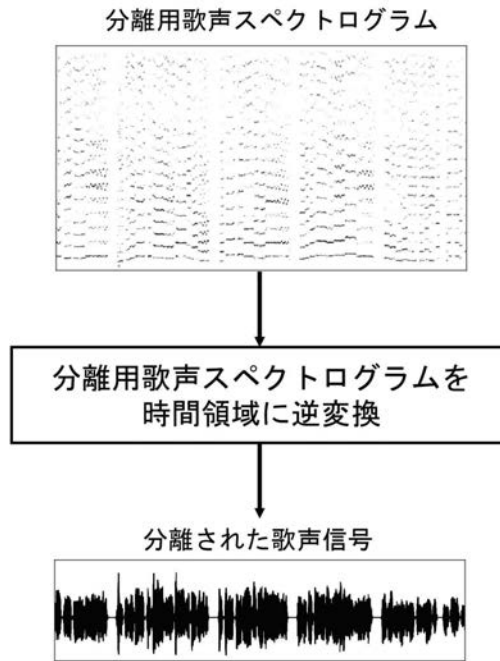 分離用歌声スペクトログラム
分離用歌声スペクトログラムを
時間領域に逆変換
分離された歌声信号